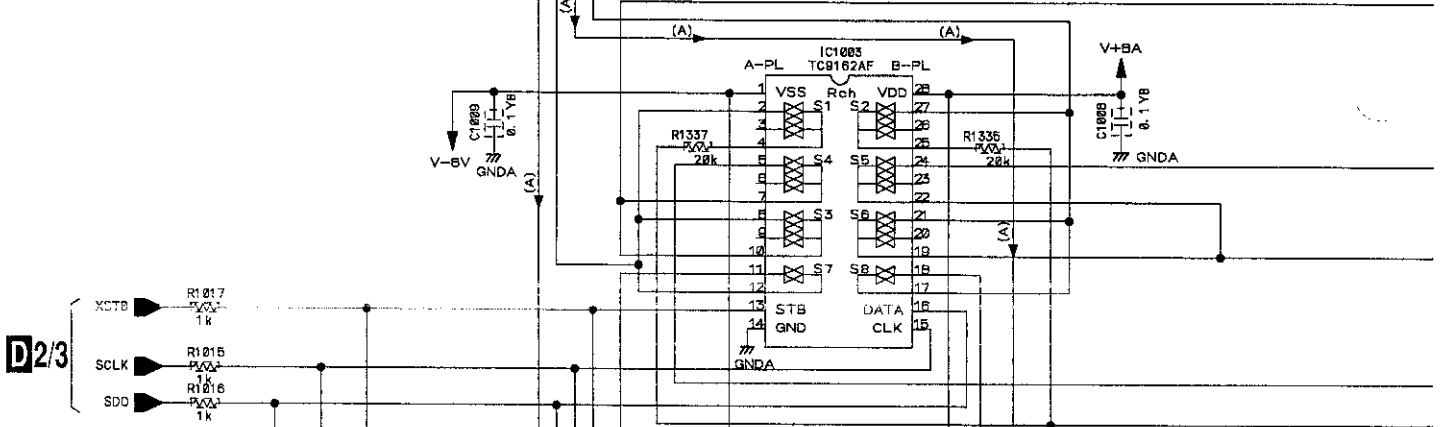 (A)
(A)
(A)
IC1003
TC9162AF
A-PL
B-PL
V+8A
1
VSS
Rch
VDD
28
2
S1
S2
27
3
26
4
25
5
S4
S5
24
6
23
7
22
8
S3
S6
21
9
20
10
19
11
S7
S8
18
12
17
13
STB
DATA
16
14
GND
CLK
15
C1009
0.1 YB
V-8V
GNDA
R1337
20k
R1336
20k
C1008
0.1 YB
GNDA
(A)
(A)
GNDA
D2/3
XSTB
R1017
1k
SCLK
R1015
1k
SDO
R1016
1k